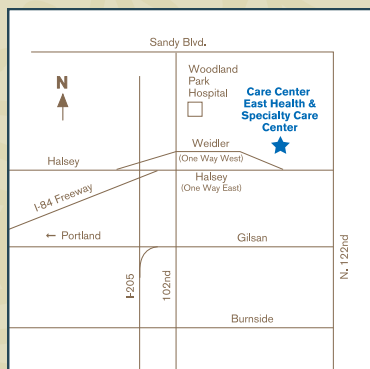 Sandy Blvd.
N
Woodland
Park
Hospital
Care Center
East Health &
Specialty Care
Center
Weidler
(One Way West)
Halsey
Halsey
(One Way East)
I-84 Freeway
← Portland
Gilsan
N. 122nd
I-205
102nd
Burnside